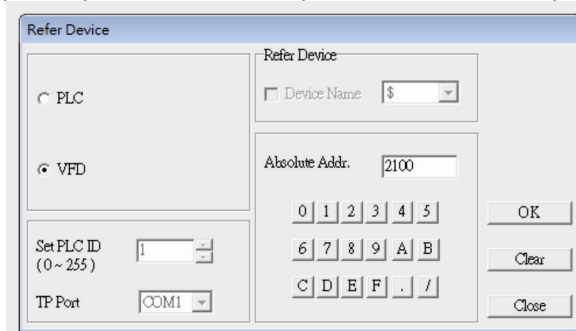 Refer Device
PLC
VFD
Set PLC ID
(0 ~ 255)
1
TP Port
COM1
Refer Device
Device Name
$
Absolute Addr.
2100
0 1 2 3 4 5
6 7 8 9 A B
C D E F . /
OK
Clear
Close